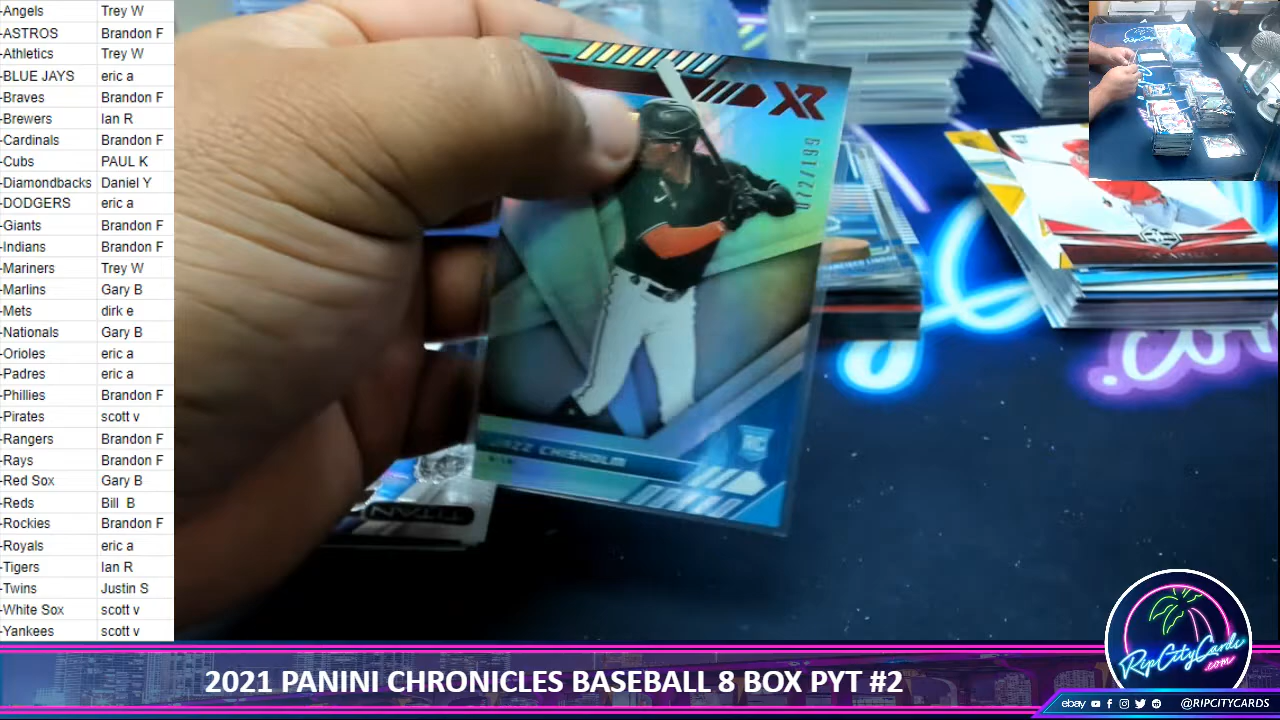 -Angels Trey W
-ASTROS Brandon F
-Athletics Trey W
-BLUE JAYS eric a
-Braves Brandon F
-Brewers Ian R
-Cardinals Brandon F
-Cubs PAUL K
-Diamondbacks Daniel Y
-DODGERS eric a
-Giants Brandon F
-Indians Brandon F
-Mariners Trey W
-Marlins Gary B
-Mets dirk e
-Nationals Gary B
-Orioles eric a
-Padres eric a
-Phillies Brandon F
-Pirates scott v
-Rangers Brandon F
-Rays Brandon F
-Red Sox Gary B
-Reds Bill B
-Rockies Brandon F
-Royals eric a
-Tigers Ian R
-Twins Justin S
-White Sox scott v
-Yankees scott v
XR
072/199
JAZZ CHISHOLM
RC
TITAN
.co
RipCityCards
.com
2021 PANINI CHRONICLES BASEBALL 8 BOX PYT #2
ebay @RIPCITYCARDS